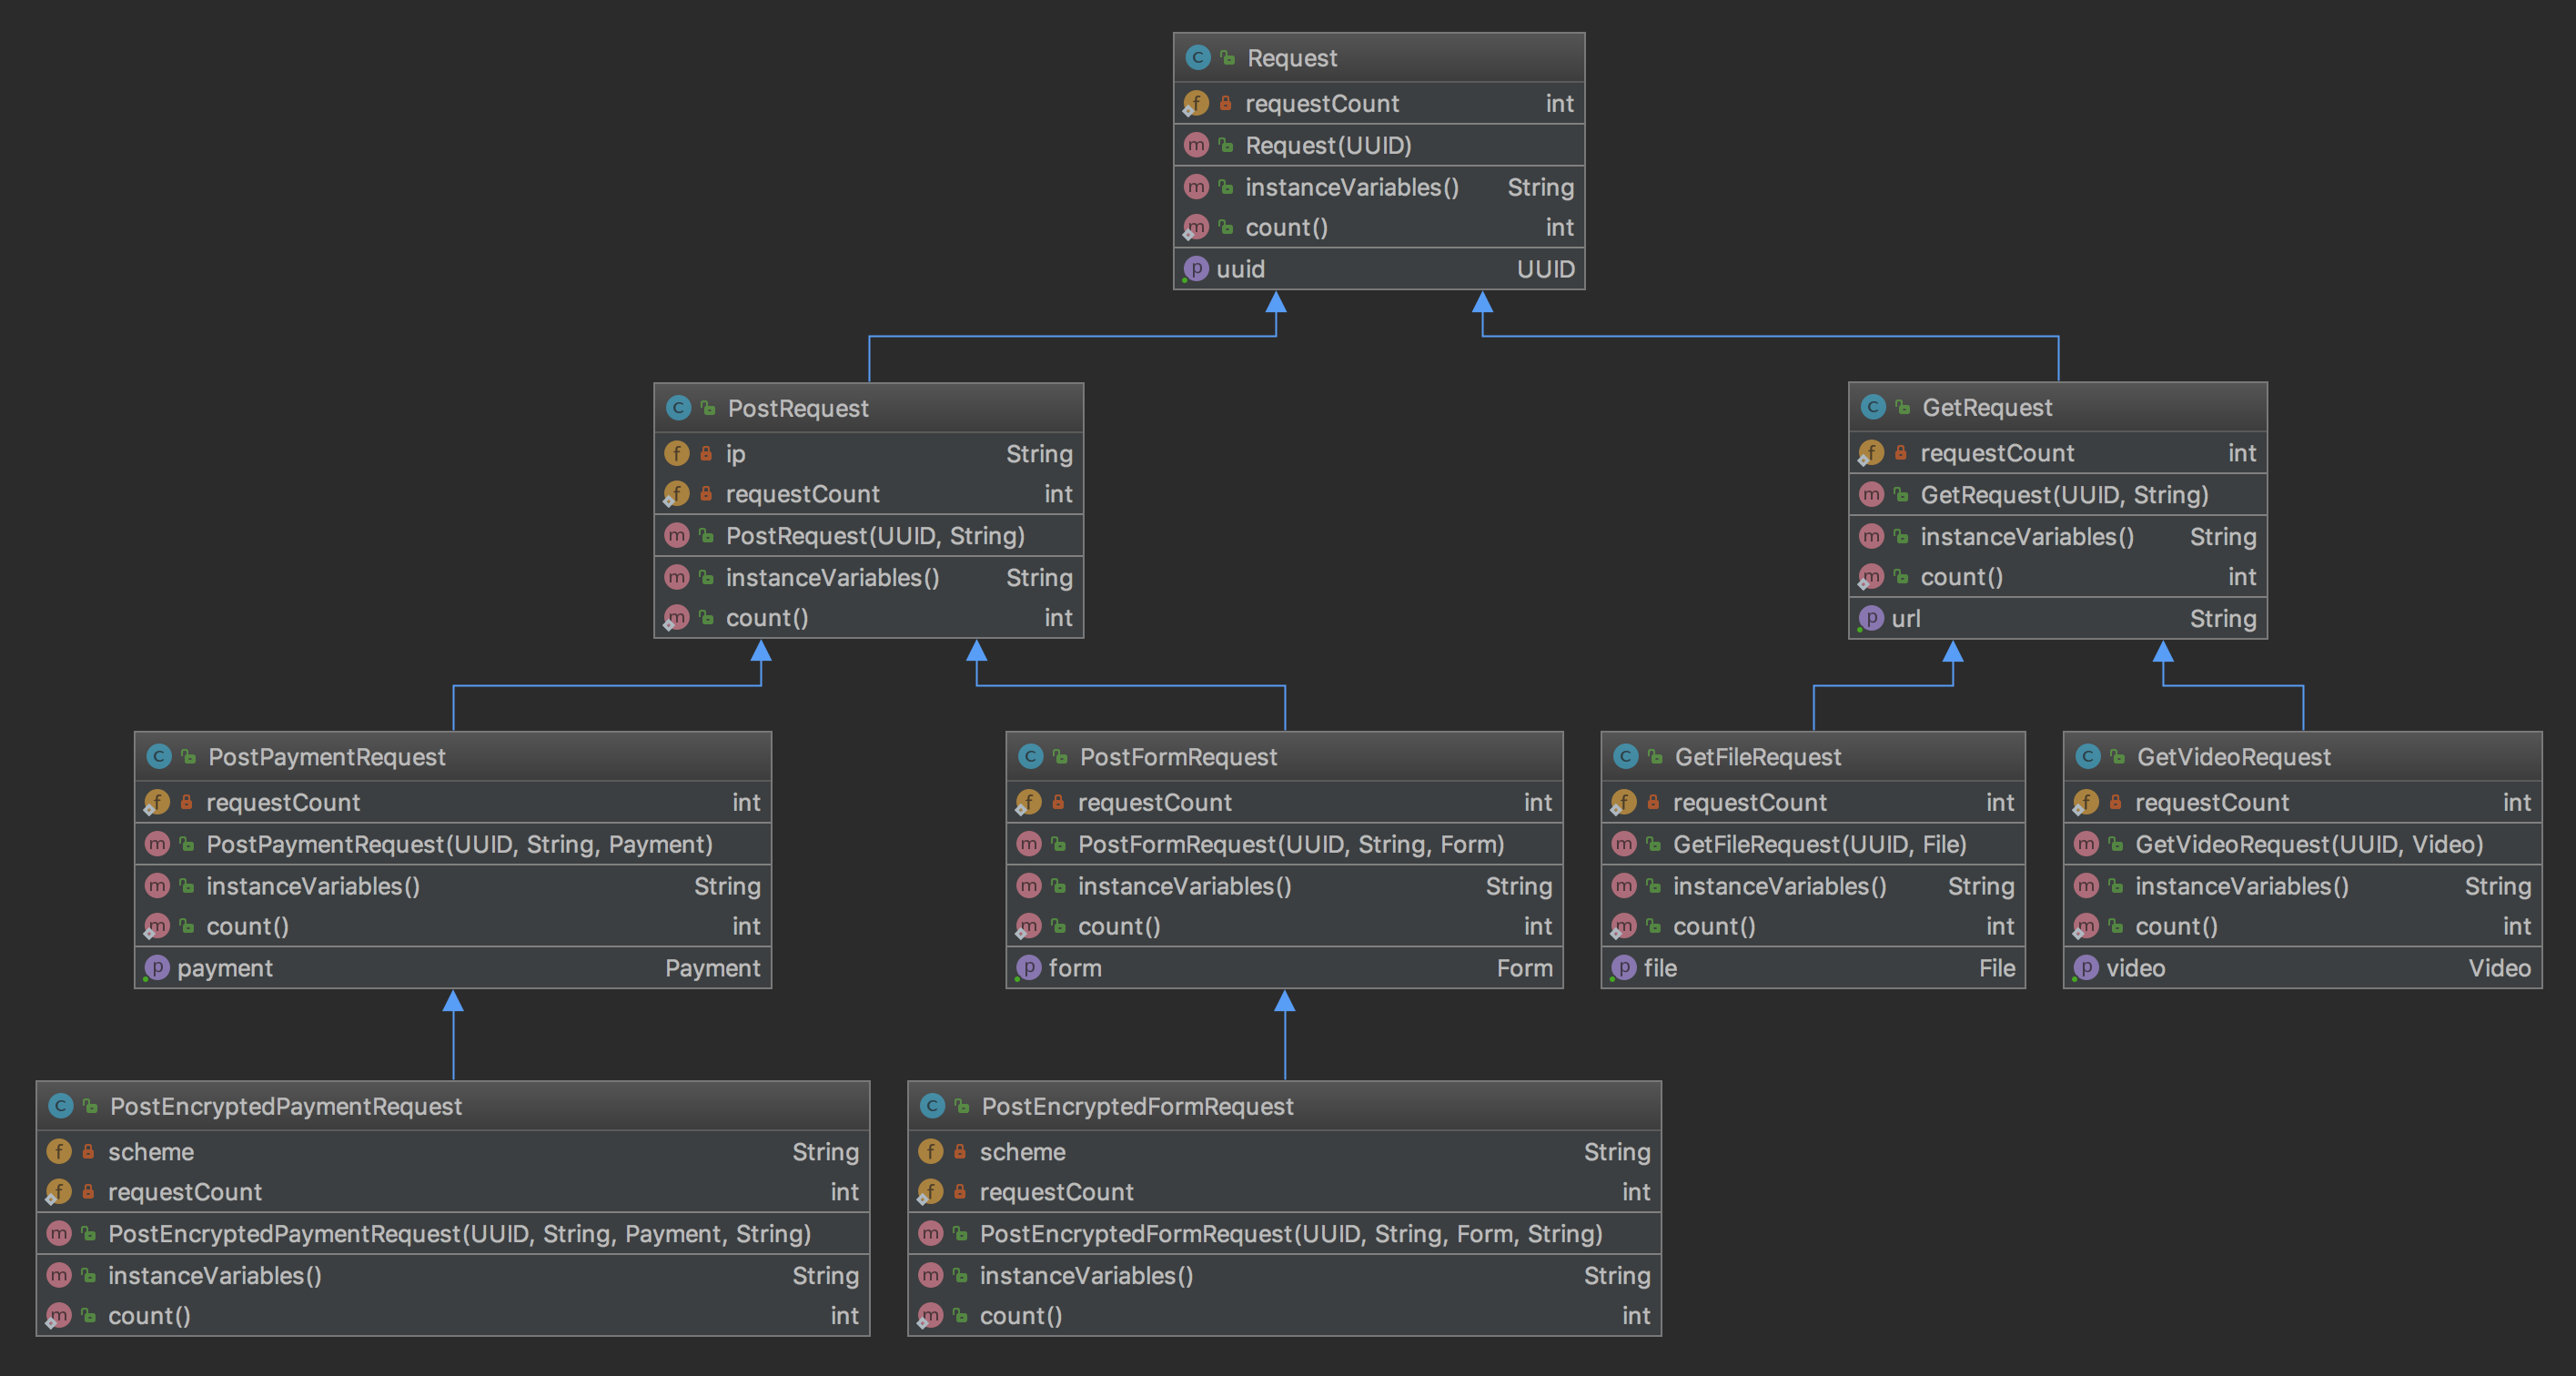 Request
requestCount int
Request(UUID)
instanceVariables() String
count() int
uuid UUID
PostRequest
ip String
requestCount int
PostRequest(UUID, String)
instanceVariables() String
count() int
GetRequest
requestCount int
GetRequest(UUID, String)
instanceVariables() String
count() int
url String
PostPaymentRequest
requestCount int
PostPaymentRequest(UUID, String, Payment)
instanceVariables() String
count() int
payment Payment
PostFormRequest
requestCount int
PostFormRequest(UUID, String, Form)
instanceVariables() String
count() int
form Form
GetFileRequest
requestCount int
GetFileRequest(UUID, File)
instanceVariables() String
count() int
file File
GetVideoRequest
requestCount int
GetVideoRequest(UUID, Video)
instanceVariables() String
count() int
video Video
PostEncryptedPaymentRequest
scheme String
requestCount int
PostEncryptedPaymentRequest(UUID, String, Payment, String)
instanceVariables() String
count() int
PostEncryptedFormRequest
scheme String
requestCount int
PostEncryptedFormRequest(UUID, String, Form, String)
instanceVariables() String
count() int